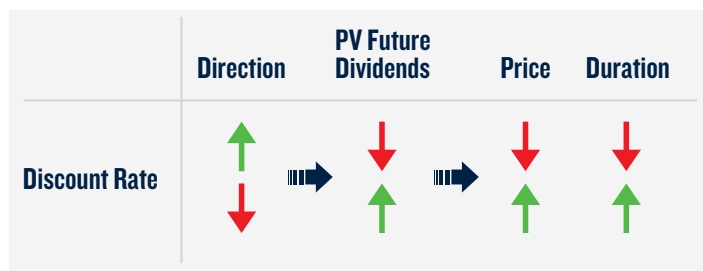 Direction
PV Future
Dividends
Price
Duration
Discount Rate